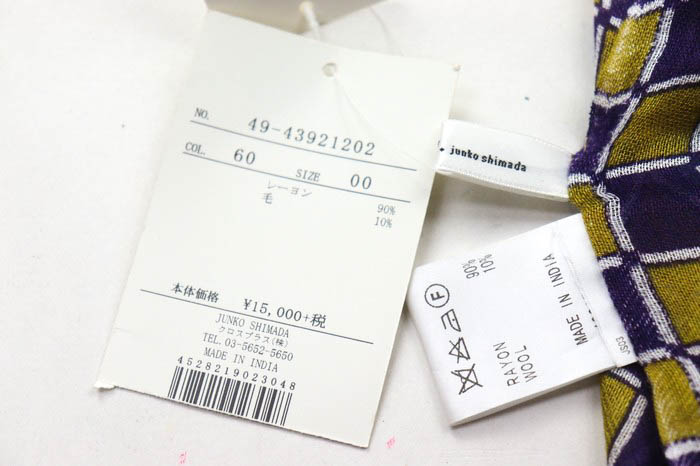 NO. 49-43921202
COL. 60 SIZE 00
レーヨン 90%
毛 10%
本体価格 ¥15,000+税
JUNKO SHIMADA
クロスプラス(株)
TEL. 03-5652-5650
MADE IN INDIA
4528219023048
junko shimada
F
90% RAYON
10% WOOL
MADE IN INDIA
JS03